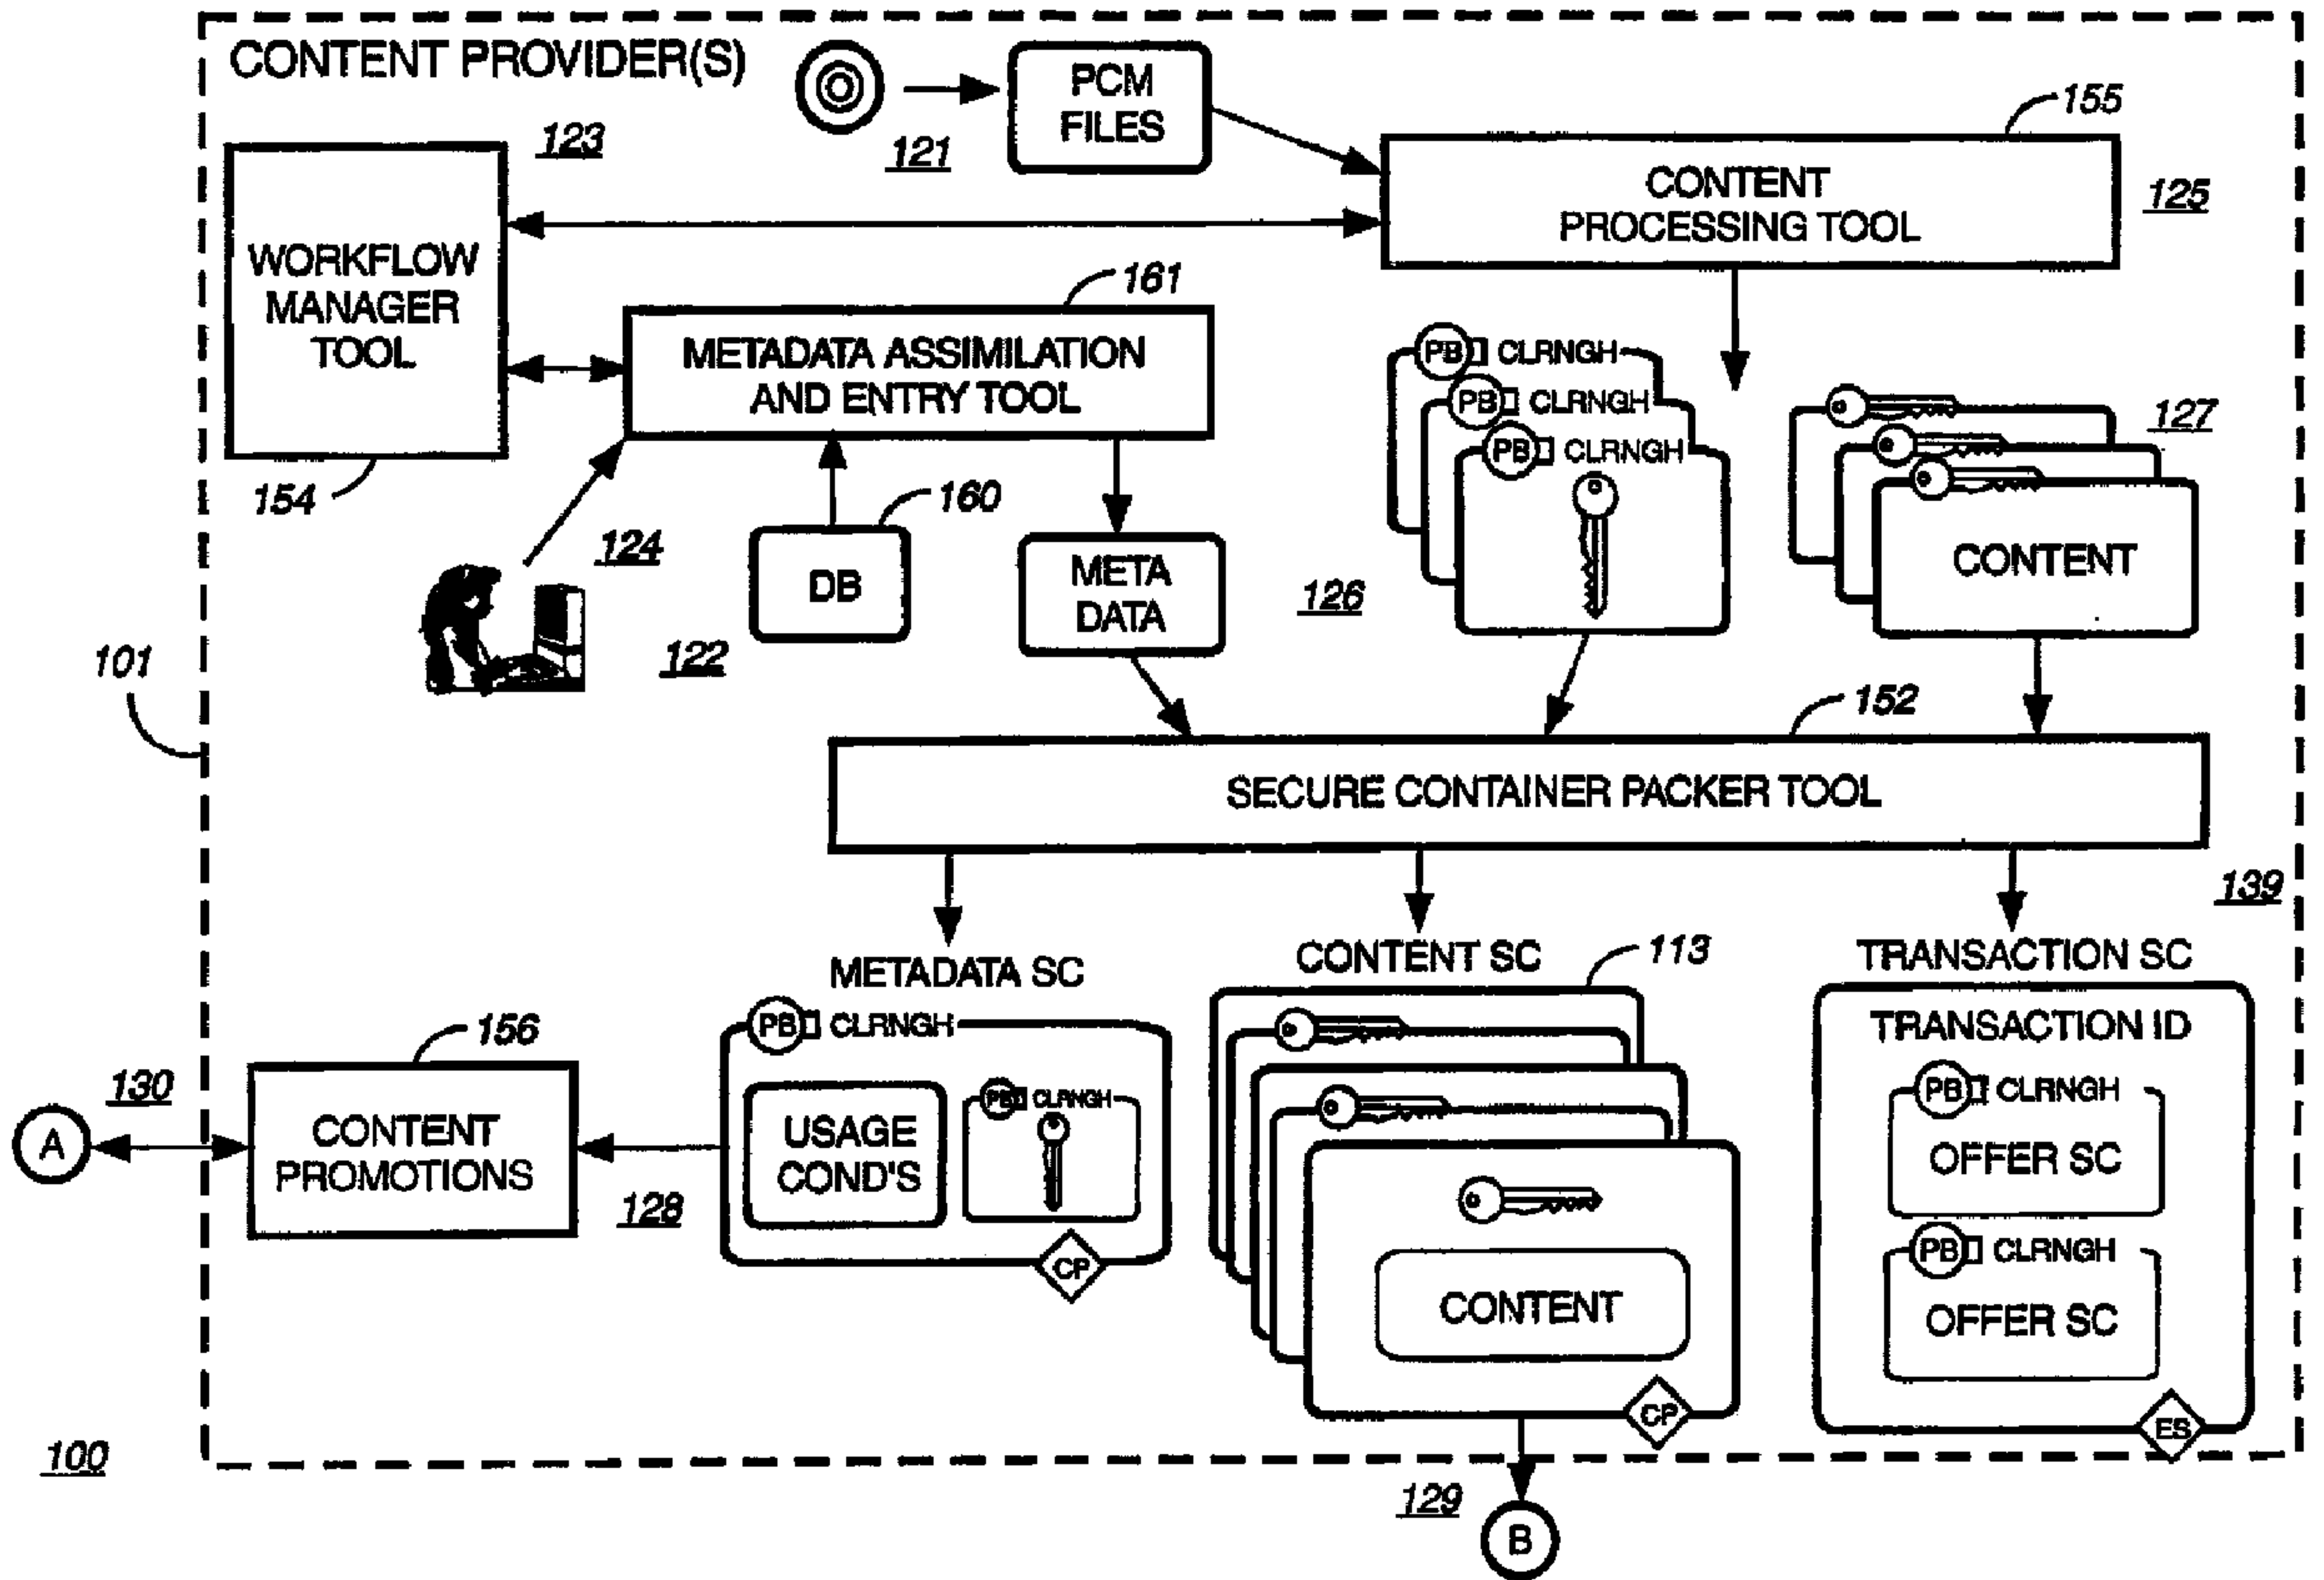 CONTENT PROVIDER(S)
PCM
FILES
121
123
155
CONTENT
PROCESSING TOOL
125
WORKFLOW
MANAGER
TOOL
154
161
METADATA ASSIMILATION
AND ENTRY TOOL
PB CLRNGH
PB CLRNGH
PB CLRNGH
127
CONTENT
160
124
DB
META
DATA
126
122
101
152
SECURE CONTAINER PACKER TOOL
139
METADATA SC
CONTENT SC
113
TRANSACTION SC
PB CLRNGH
USAGE
COND'S
PB CLRNGH
CP
CONTENT
CP
TRANSACTION ID
PB CLRNGH
OFFER SC
PB CLRNGH
OFFER SC
ES
156
130
A
CONTENT
PROMOTIONS
128
100
129
B